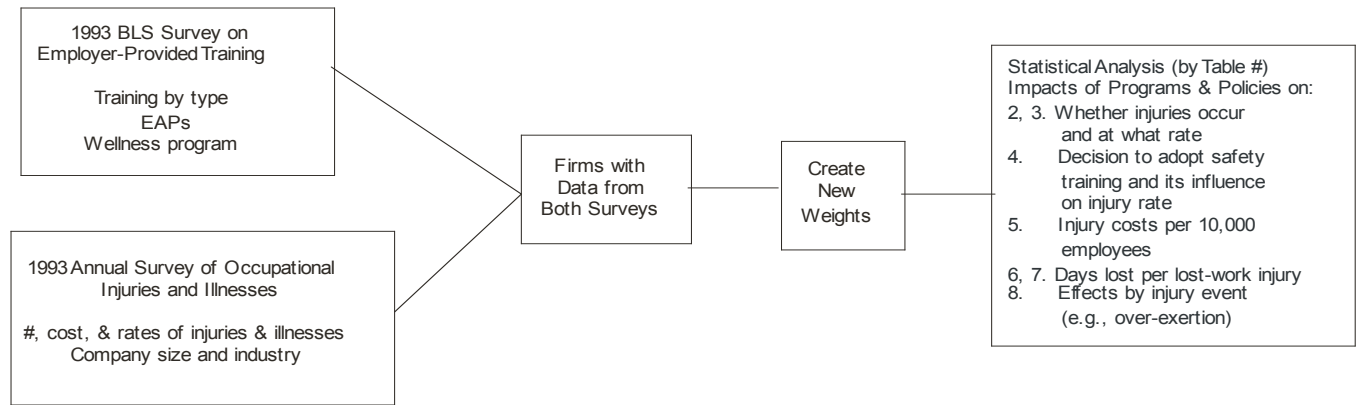 1993 BLS Survey on
Employer-Provided Training
Training by type
EAPs
Wellness program
1993 Annual Survey of Occupational
Injuries and Illnesses
#, cost, & rates of injuries & illnesses
Company size and industry
Firms with
Data from
Both Surveys
Create
New
Weights
Statistical Analysis (by Table #)
Impacts of Programs & Policies on:
2, 3. Whether injuries occur
and at what rate
4. Decision to adopt safety
training and its influence
on injury rate
5. Injury costs per 10,000
employees
6, 7. Days lost per lost-work injury
8. Effects by injury event
(e.g., over-exertion)